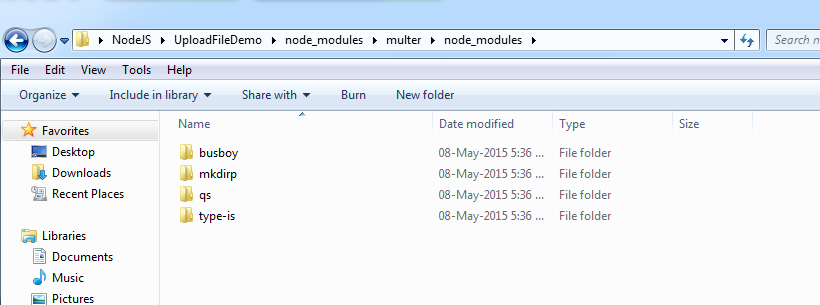 NodeJS UploadFileDemo node_modules multer node_modules Search n
File Edit View Tools Help
Organize Include in library Share with Burn New folder
Name Date modified Type Size
Favorites
Desktop
Downloads
Recent Places
Libraries
Documents
Music
Pictures
busboy 08-May-2015 5:36 ... File folder
mkdirp 08-May-2015 5:36 ... File folder
qs 08-May-2015 5:36 ... File folder
type-is 08-May-2015 5:36 ... File folder